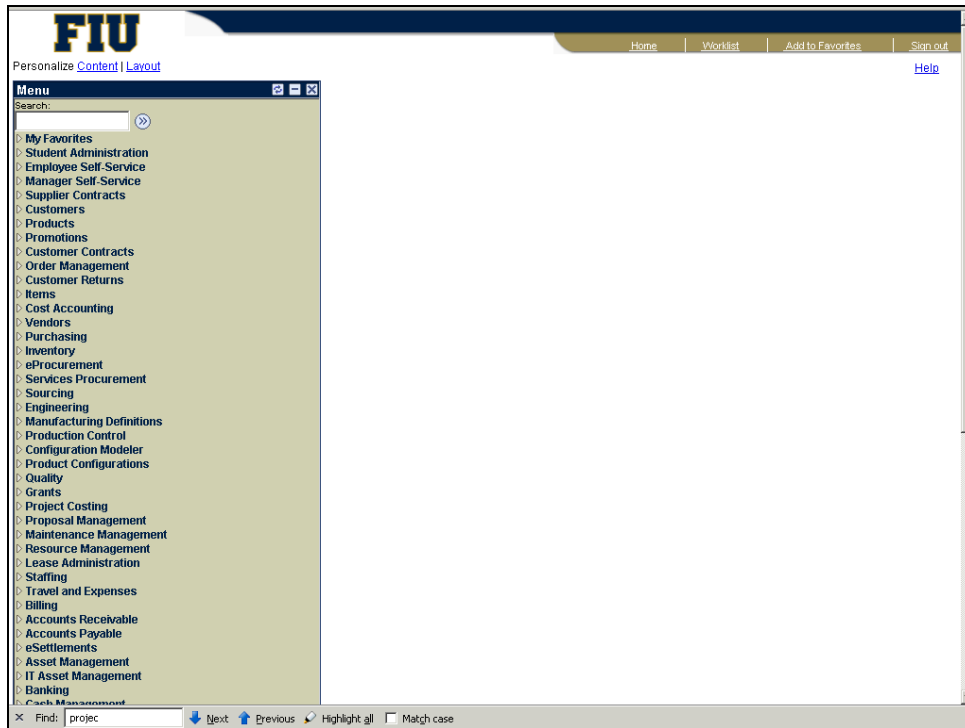 FIU
Home Worklist Add to Favorites Sign out
Personalize Content | Layout Help
Menu
Search:
My Favorites
Student Administration
Employee Self-Service
Manager Self-Service
Supplier Contracts
Customers
Products
Promotions
Customer Contracts
Order Management
Customer Returns
Items
Cost Accounting
Vendors
Purchasing
Inventory
eProcurement
Services Procurement
Sourcing
Engineering
Manufacturing Definitions
Production Control
Configuration Modeler
Product Configurations
Quality
Grants
Project Costing
Proposal Management
Maintenance Management
Resource Management
Lease Administration
Staffing
Travel and Expenses
Billing
Accounts Receivable
Accounts Payable
eSettlements
Asset Management
IT Asset Management
Banking
Cash Management
Find: projec Next Previous Highlight all Match case